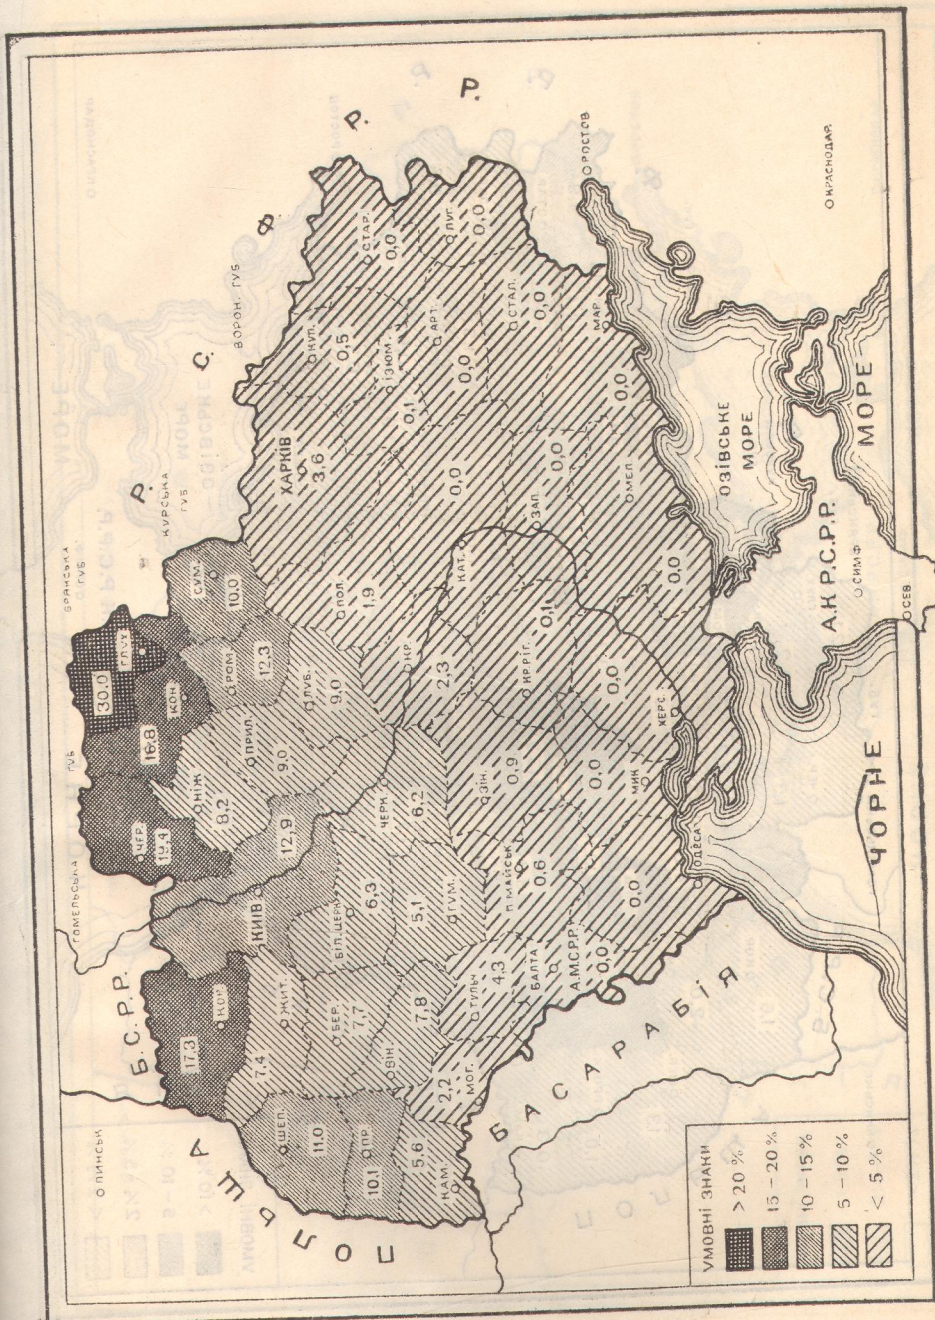 Р. С. Ф. Р. Р.
БРЯНСЬКА
ГУБ
КУРСЬКА
ГУБ
ВОРОН. ГУБ
ГОМЕЛЬСЬКА
ГУБ
Б. С. Р. Р.
ПИНСЬК
ПОЛЬЩА
БАСАРАБІЯ
КОР.
17.3
ШЕП.
11.0
ПР.
10.1
КАМ.
5,6
ЖИТ.
7.4
БЕР.
7,7
ВІН.
7,8
МОГ.
2,2
ТУЛЬЧ
4,3
БАЛТА
А.М.С.Р.Р.
0,0
КИЇВ
12,9
БІЛ.ЦЕРКВА
6,3
ГУМ.
5,1
ЧЕРК.
6,2
ЧЕР.
19.4
НІЖ.
8,2
ПРИЛ.
9.0
КОН.
16.8
ГЛУХ
30.0
СУМ.
10.0
РОМ.
12.3
ЛУБ.
9.0
ПОЛ.
1,9
КР.
2,3
ХАРКІВ
3,6
КУП.
0,5
ІЗЮМ.
0,1
СТАР.
0,0
ЛУГ.
0,0
АРТ.
0,0
СТАЛ.
0,0
МАР.
0,0
КАТ.
0,0
ЗАП.
0,0
МЕЛ.
0,0
КР.РІГ.
0,1
ХЕРС.
0,0
ЗІН.
0,9
МИК
0,0
П. МАЙСЬК
0,6
ОДЕСА
0,0
РОСТОВ
КРАСНОДАР.
ОЗІВСЬКЕ
МОРЕ
А.К Р.С.Р.Р.
СИМФ
СЕВ
ЧОРНЕ МОРЕ
УМОВНІ ЗНАКИ
> 20 %
15 – 20 %
10 – 15 %
5 – 10 %
< 5 %